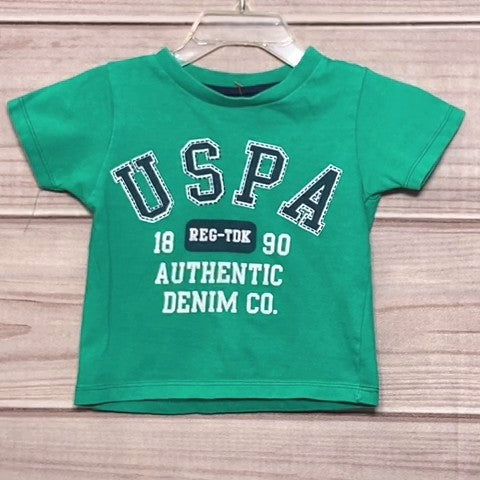 USPA
18 REG-TDK 90
AUTHENTIC
DENIM CO.